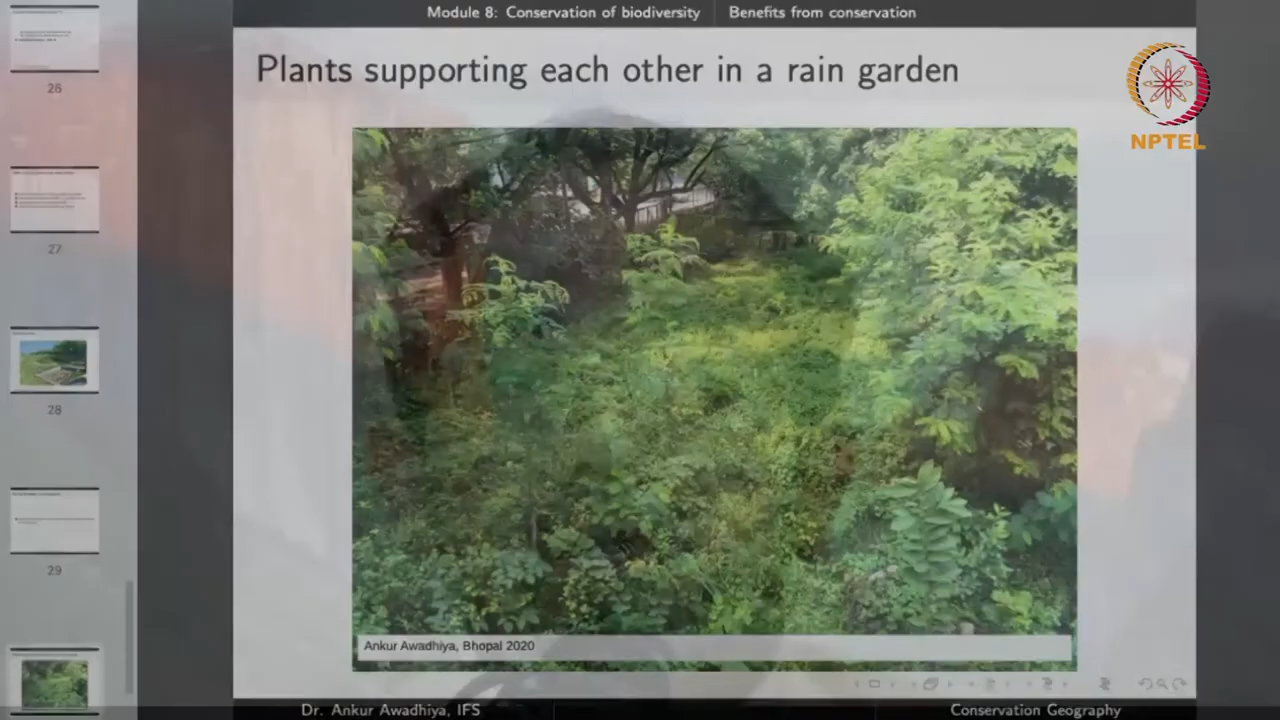 Module 8: Conservation of biodiversity
Benefits from conservation
Plants supporting each other in a rain garden
NPTEL
26
27
28
29
Ankur Awadhiya, Bhopal 2020
Dr. Ankur Awadhiya, IFS
Conservation Geography